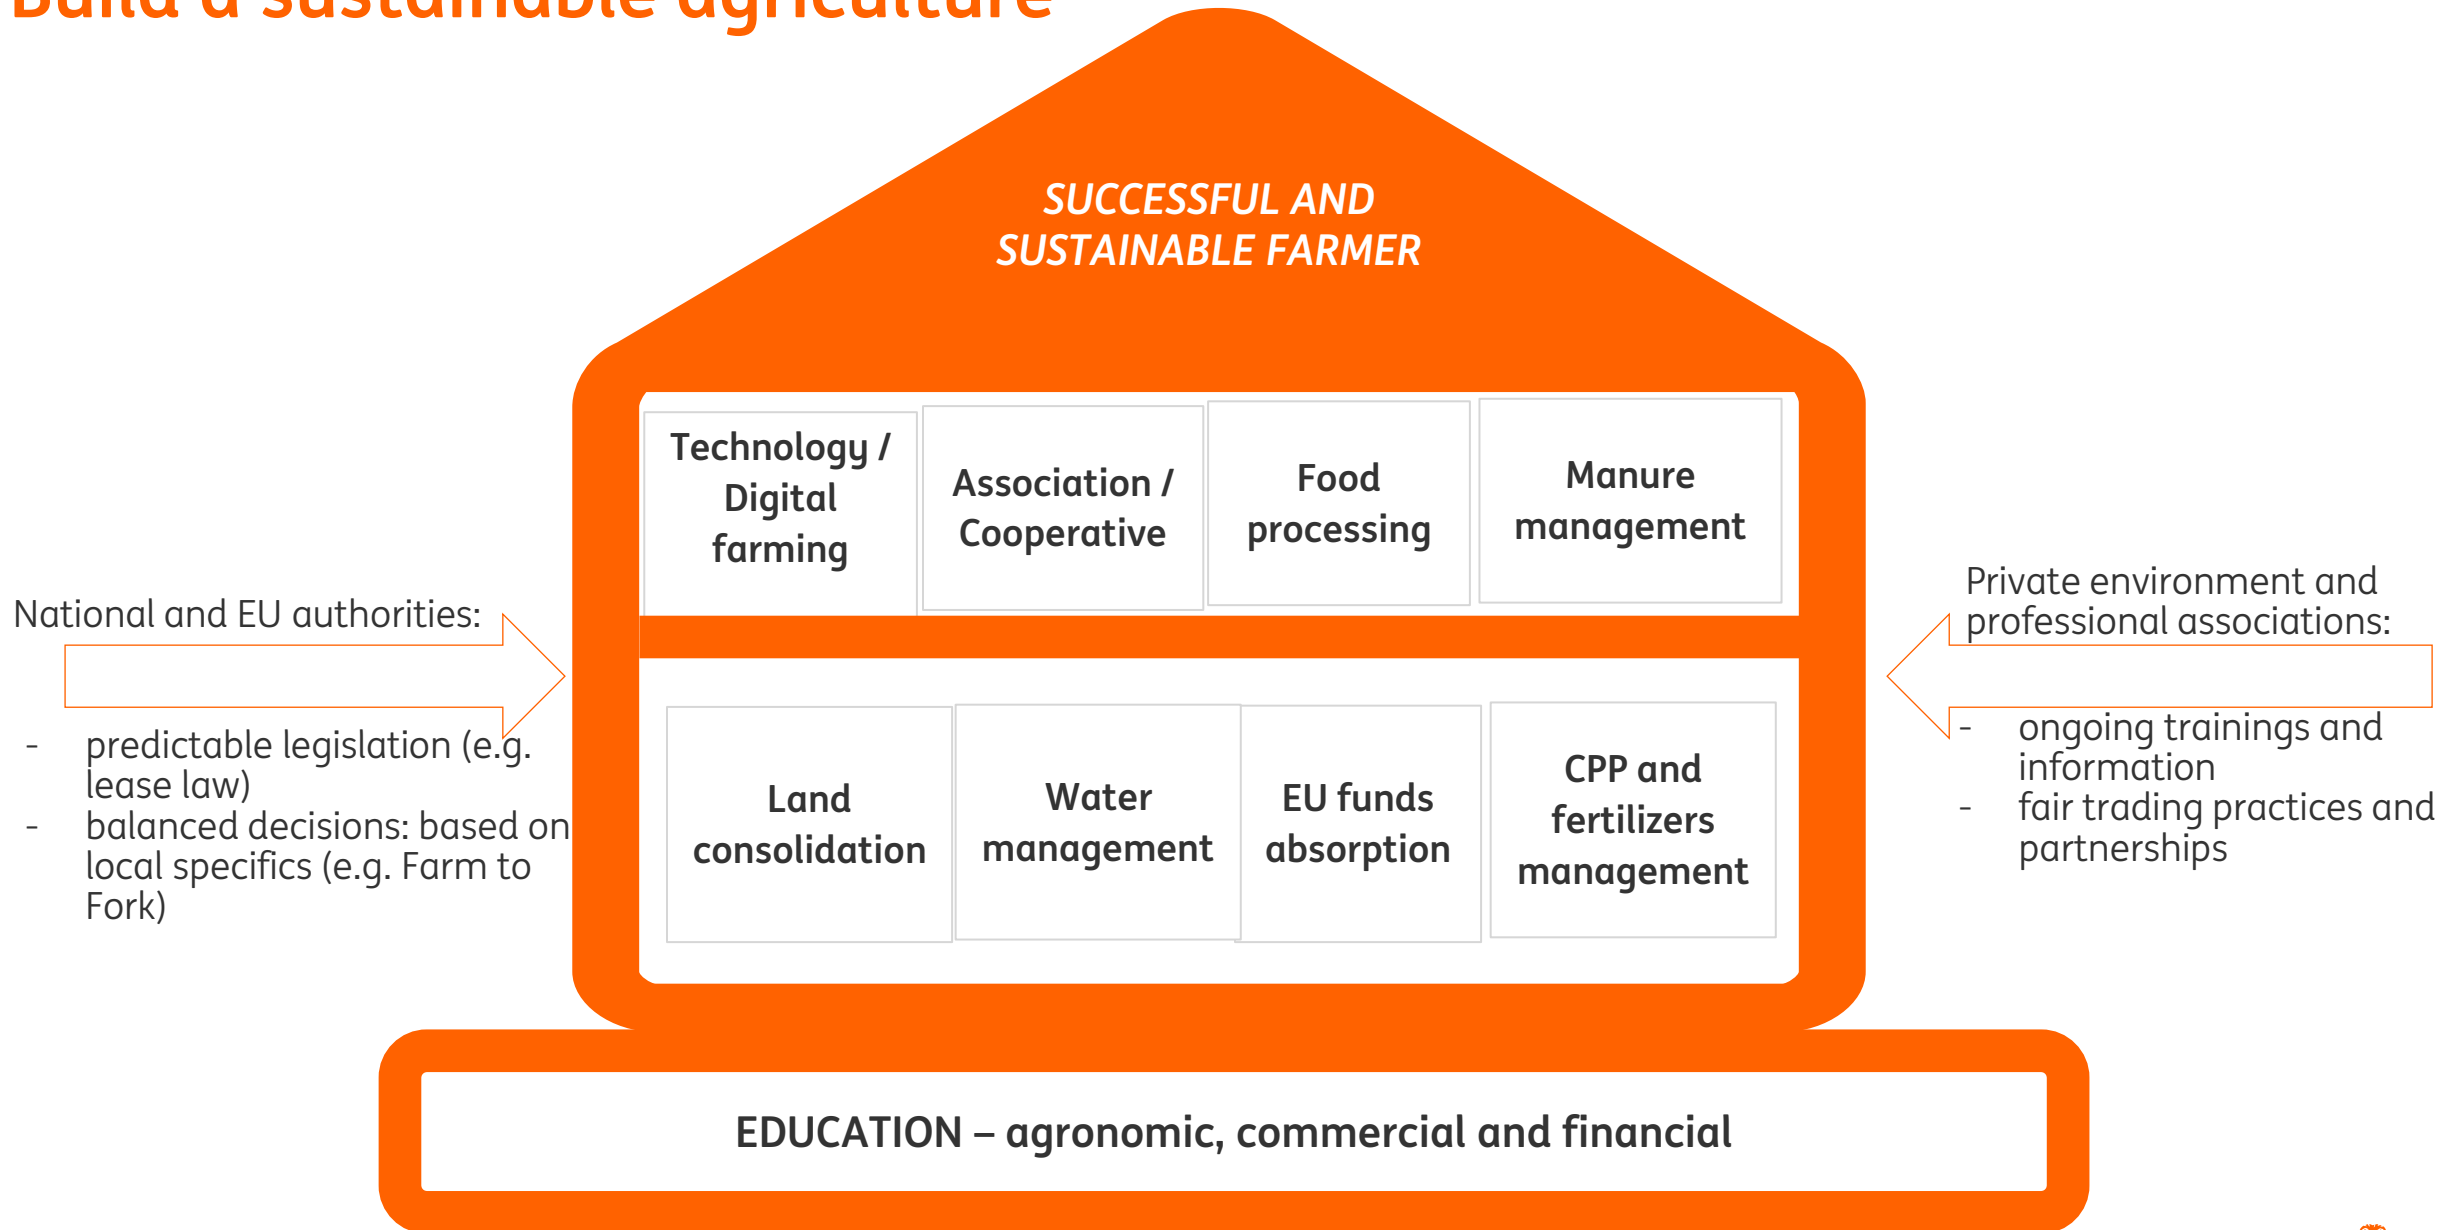 Build a sustainable agriculture
SUCCESSFUL AND
SUSTAINABLE FARMER
Technology /
Digital
farming
Association /
Cooperative
Food
processing
Manure
management
National and EU authorities:
- predictable legislation (e.g.
lease law)
- balanced decisions: based on
local specifics (e.g. Farm to
Fork)
Private environment and
professional associations:
- ongoing trainings and
information
- fair trading practices and
partnerships
Land
consolidation
Water
management
EU funds
absorption
CPP and
fertilizers
management
EDUCATION – agronomic, commercial and financial